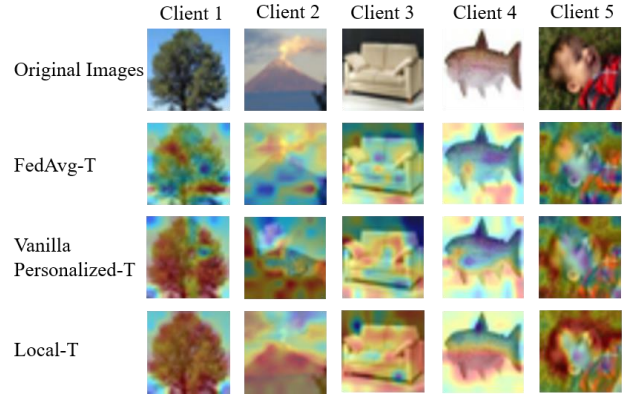 Client 1 Client 2 Client 3 Client 4 Client 5
Original Images
FedAvg-T
Vanilla
Personalized-T
Local-T